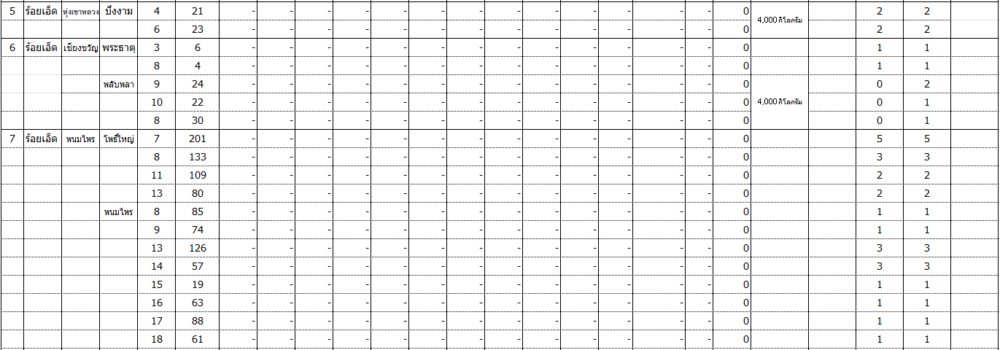 5 ร้อยเอ็ด ทุ่งเขาหลวง บึงงาม 4 21 - - - - - - - - - - - - - 0 4,000 กิโลกรัม 2 2
6 23 - - - - - - - - - - - - - 0 2 2
6 ร้อยเอ็ด เชียงขวัญ พระธาตุ 3 6 - - - - - - - - - - - - - 0 1 1
8 4 - - - - - - - - - - - - - 0 1 1
พลับพลา 9 24 - - - - - - - - - - - - - 0 0 2
10 22 - - - - - - - - - - - - - 0 4,000 กิโลกรัม 0 1
8 30 - - - - - - - - - - - - - 0 0 1
7 ร้อยเอ็ด พนมไพร โพธิ์ใหญ่ 7 201 - - - - - - - - - - - - - 0 5 5
8 133 - - - - - - - - - - - - - 0 3 3
11 109 - - - - - - - - - - - - - 0 2 2
13 80 - - - - - - - - - - - - - 0 2 2
พนมไพร 8 85 - - - - - - - - - - - - - 0 1 1
9 74 - - - - - - - - - - - - - 0 1 1
13 126 - - - - - - - - - - - - - 0 3 3
14 57 - - - - - - - - - - - - - 0 3 3
15 19 - - - - - - - - - - - - - 0 1 1
16 63 - - - - - - - - - - - - - 0 1 1
17 88 - - - - - - - - - - - - - 0 1 1
18 61 - - - - - - - - - - - - - 0 1 1